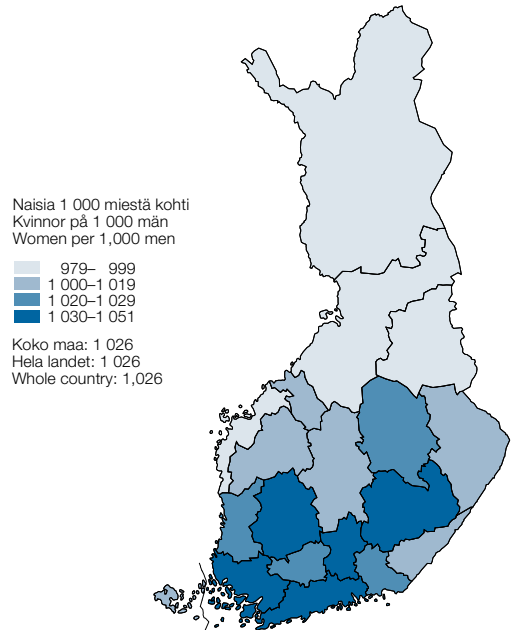 Naisia 1 000 miestä kohti
Kvinnor på 1 000 män
Women per 1,000 men
979– 999
1 000–1 019
1 020–1 029
1 030–1 051
Koko maa: 1 026
Hela landet: 1 026
Whole country: 1,026